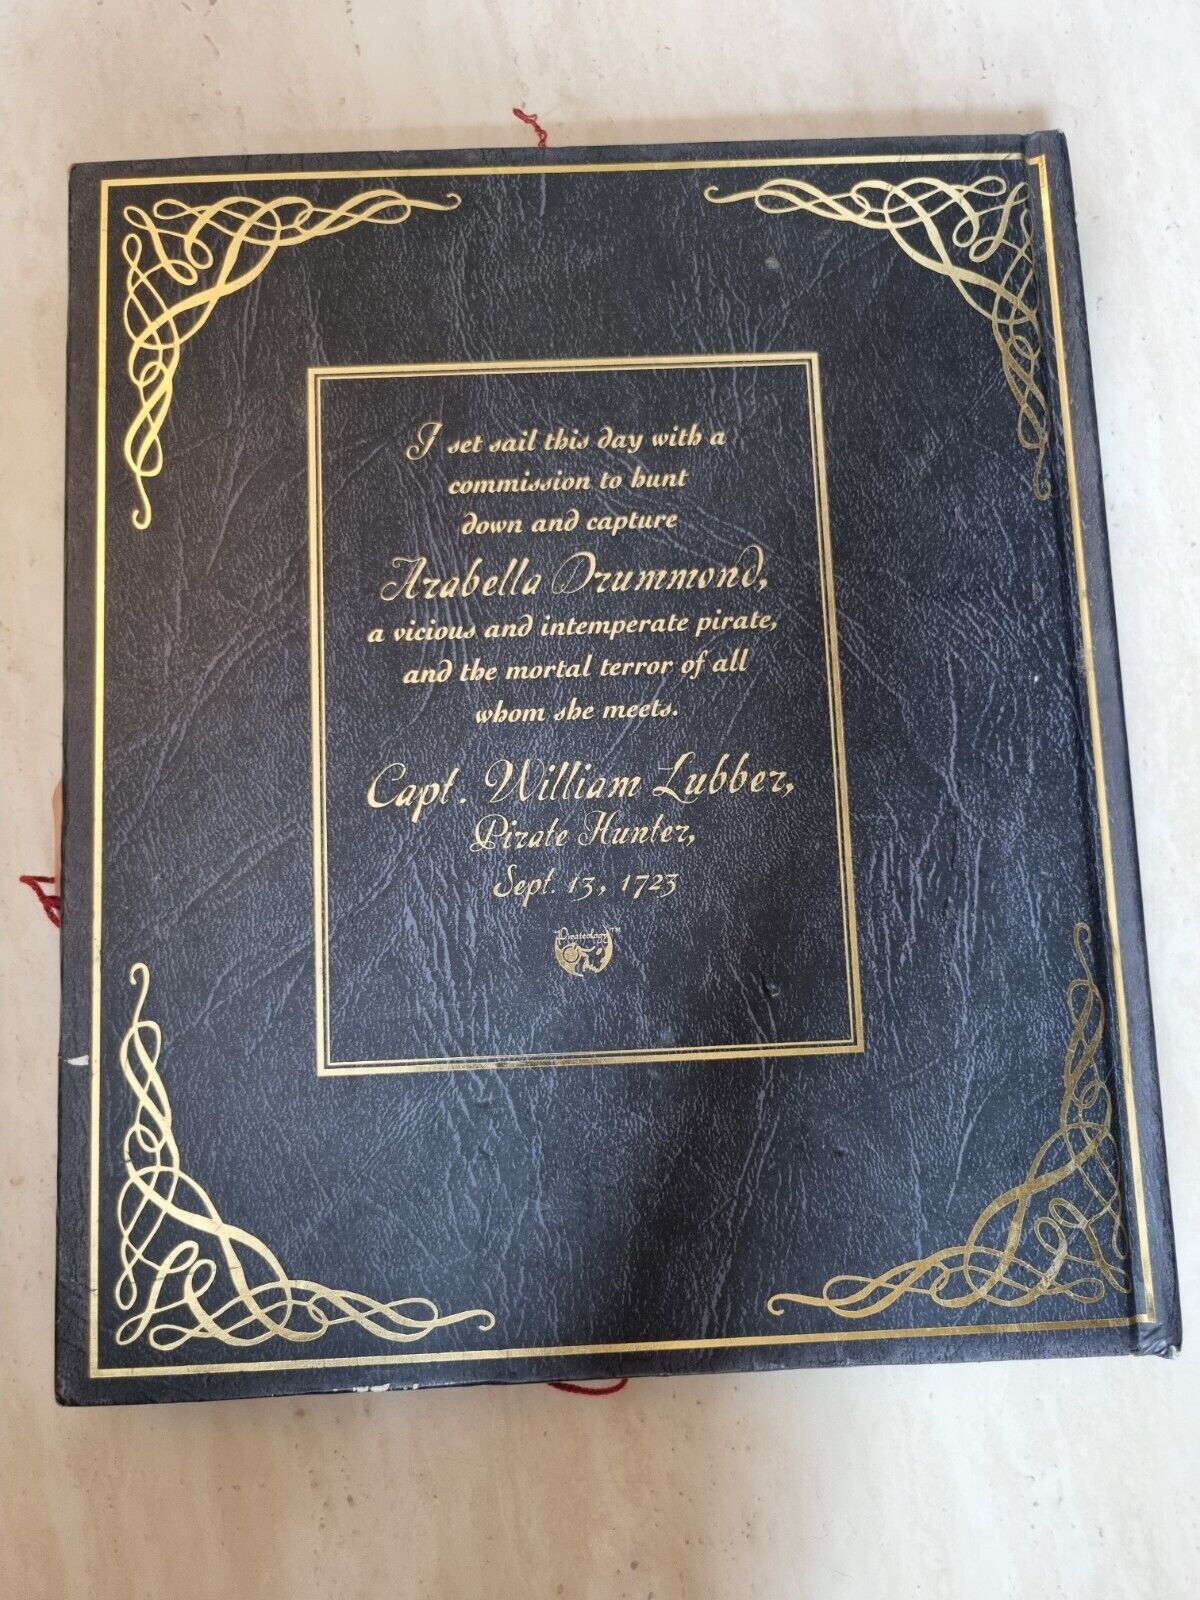 I set sail this day with a
commission to hunt
down and capture
Arabella Drummond,
a vicious and intemperate pirate,
and the mortal terror of all
whom she meets.
Capt. William Lubber,
Pirate Hunter,
Sept. 13, 1723
Pirateology™